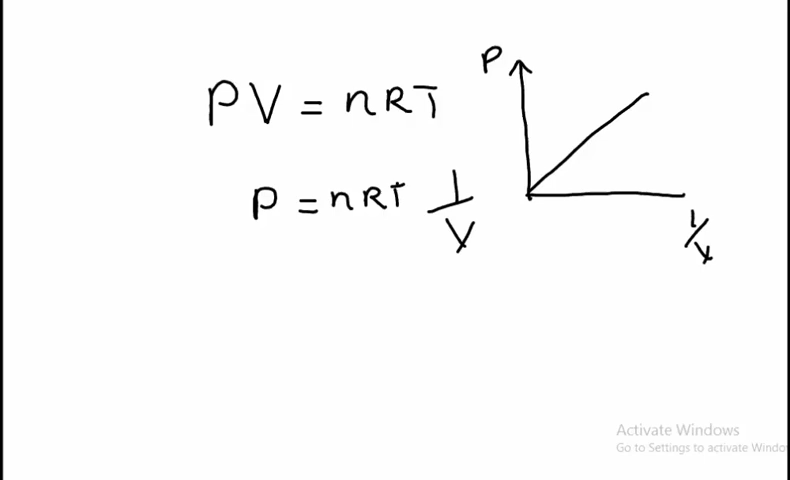 PV = nRT
P = nRT 1/V
P
1/V
Activate Windows
Go to Settings to activate Windo